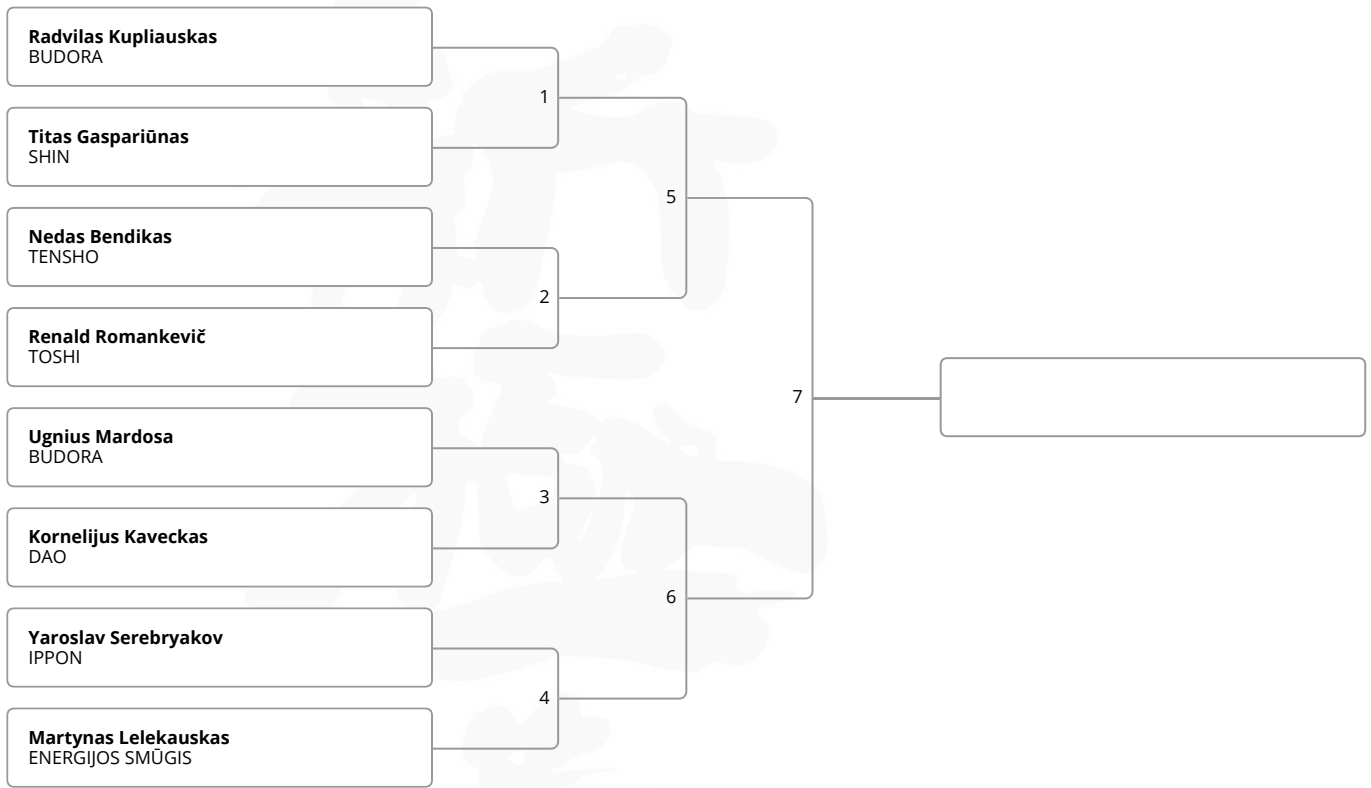 Radvilas Kupliauskas
BUDORA
1
Titas Gaspariūnas
SHIN
5
Nedas Bendikas
TENSHO
2
Renald Romankevič
TOSHI
7
Ugnius Mardosa
BUDORA
3
Kornelijus Kaveckas
DAO
6
Yaroslav Serebryakov
IPPON
4
Martynas Lelekauskas
ENERGIJOS SMŪGIS